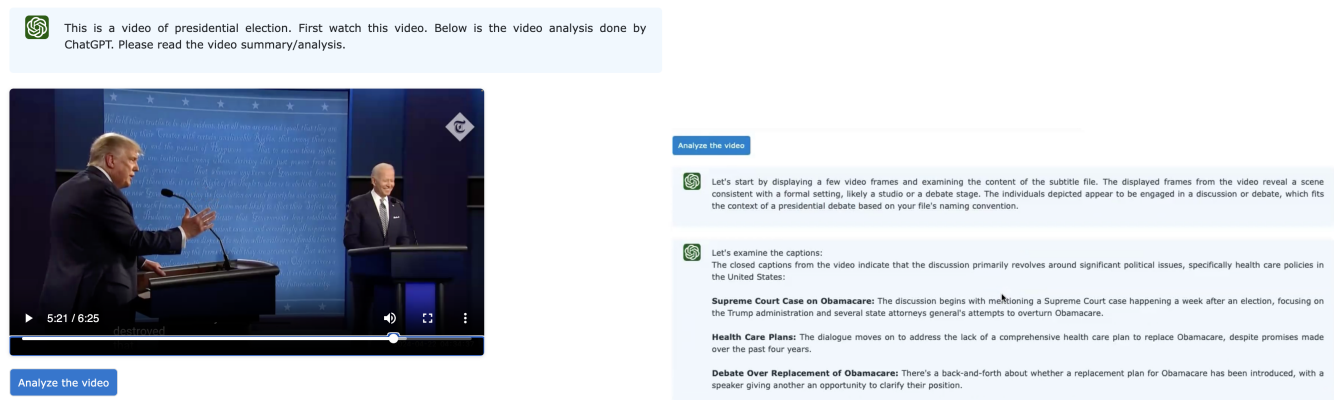 This is a video of presidential election. First watch this video. Below is the video analysis done by
ChatGPT. Please read the video summary/analysis.
5:21 / 6:25
destroyed
Analyze the video
Analyze the video
Let's start by displaying a few video frames and examining the content of the subtitle file. The displayed frames from the video reveal a scene
consistent with a formal setting, likely a studio or a debate stage. The individuals depicted appear to be engaged in a discussion or debate, which fits
the context of a presidential debate based on your file's naming convention.
Let's examine the captions:
The closed captions from the video indicate that the discussion primarily revolves around significant political issues, specifically health care policies in
the United States:
Supreme Court Case on Obamacare: The discussion begins with mentioning a Supreme Court case happening a week after an election, focusing on
the Trump administration and several state attorneys general's attempts to overturn Obamacare.
Health Care Plans: The dialogue moves on to address the lack of a comprehensive health care plan to replace Obamacare, despite promises made
over the past four years.
Debate Over Replacement of Obamacare: There's a back-and-forth about whether a replacement plan for Obamacare has been introduced, with a
speaker giving another an opportunity to clarify their position.